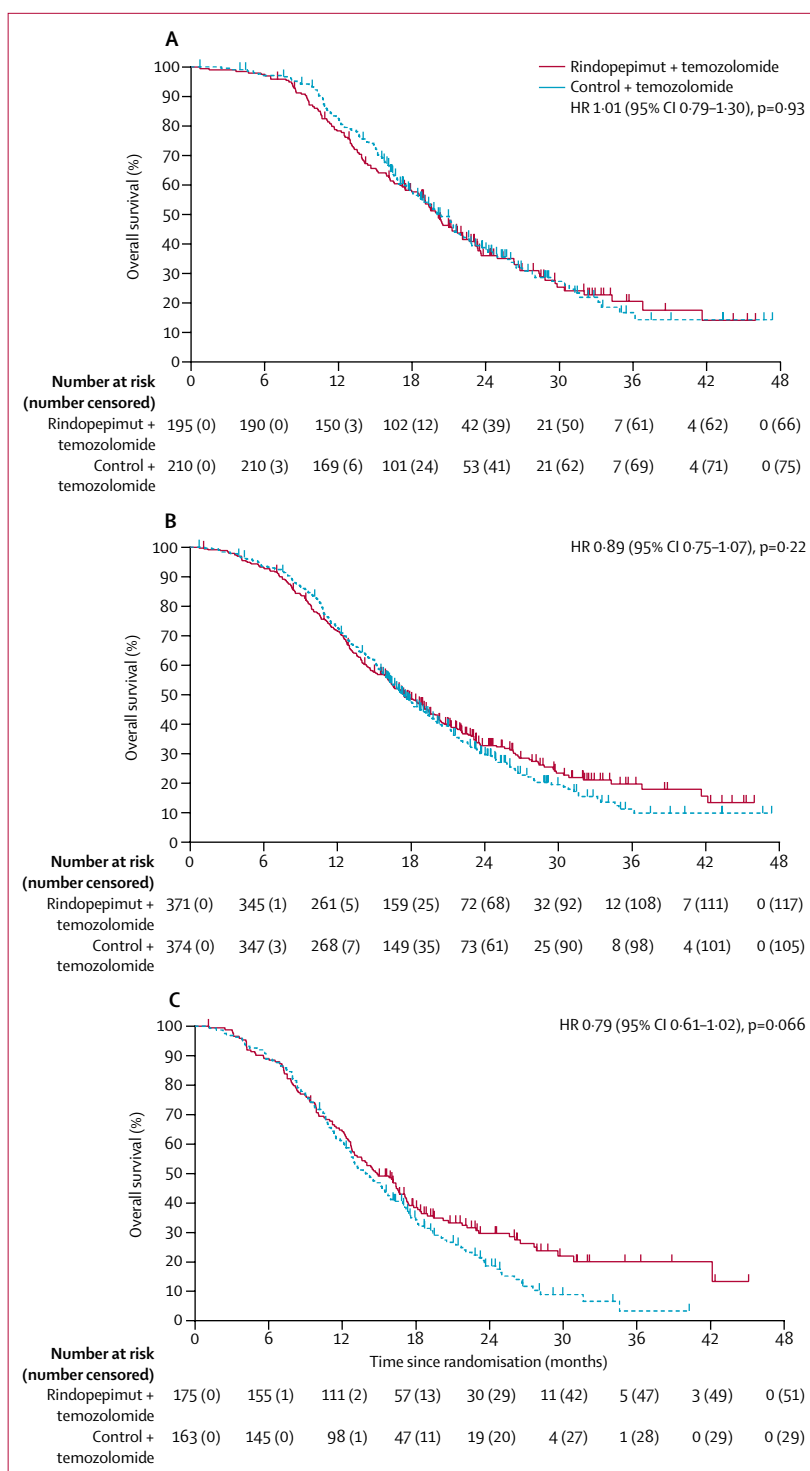 A
Rindopepimut + temozolomide
Control + temozolomide
HR 1·01 (95% CI 0·79–1·30), p=0·93
Overall survival (%)
100
90
80
70
60
50
40
30
20
10
0
0 6 12 18 24 30 36 42 48
Number at risk
(number censored)
Rindopepimut +
temozolomide
195 (0) 190 (0) 150 (3) 102 (12) 42 (39) 21 (50) 7 (61) 4 (62) 0 (66)
Control +
temozolomide
210 (0) 210 (3) 169 (6) 101 (24) 53 (41) 21 (62) 7 (69) 4 (71) 0 (75)
B
HR 0·89 (95% CI 0·75–1·07), p=0·22
Overall survival (%)
100
90
80
70
60
50
40
30
20
10
0
0 6 12 18 24 30 36 42 48
Number at risk
(number censored)
Rindopepimut +
temozolomide
371 (0) 345 (1) 261 (5) 159 (25) 72 (68) 32 (92) 12 (108) 7 (111) 0 (117)
Control +
temozolomide
374 (0) 347 (3) 268 (7) 149 (35) 73 (61) 25 (90) 8 (98) 4 (101) 0 (105)
C
HR 0·79 (95% CI 0·61–1·02), p=0·066
Overall survival (%)
100
90
80
70
60
50
40
30
20
10
0
0 6 12 18 24 30 36 42 48
Time since randomisation (months)
Number at risk
(number censored)
Rindopepimut +
temozolomide
175 (0) 155 (1) 111 (2) 57 (13) 30 (29) 11 (42) 5 (47) 3 (49) 0 (51)
Control +
temozolomide
163 (0) 145 (0) 98 (1) 47 (11) 19 (20) 4 (27) 1 (28) 0 (29) 0 (29)